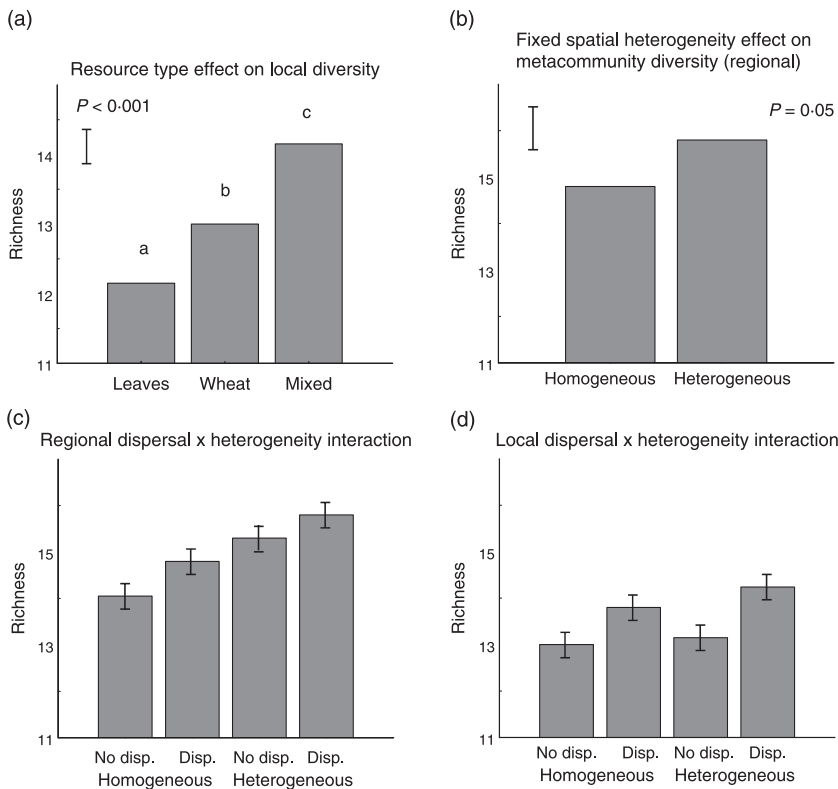 (a)
Resource type effect on local diversity
P < 0·001
a
b
c
14
13
12
11
Richness
Leaves Wheat Mixed
(b)
Fixed spatial heterogeneity effect on
metacommunity diversity (regional)
P = 0·05
15
13
11
Richness
Homogeneous Heterogeneous
(c)
Regional dispersal x heterogeneity interaction
15
13
11
Richness
No disp. Disp. No disp. Disp.
Homogeneous Heterogeneous
(d)
Local dispersal x heterogeneity interaction
15
13
11
Richness
No disp. Disp. No disp. Disp.
Homogeneous Heterogeneous